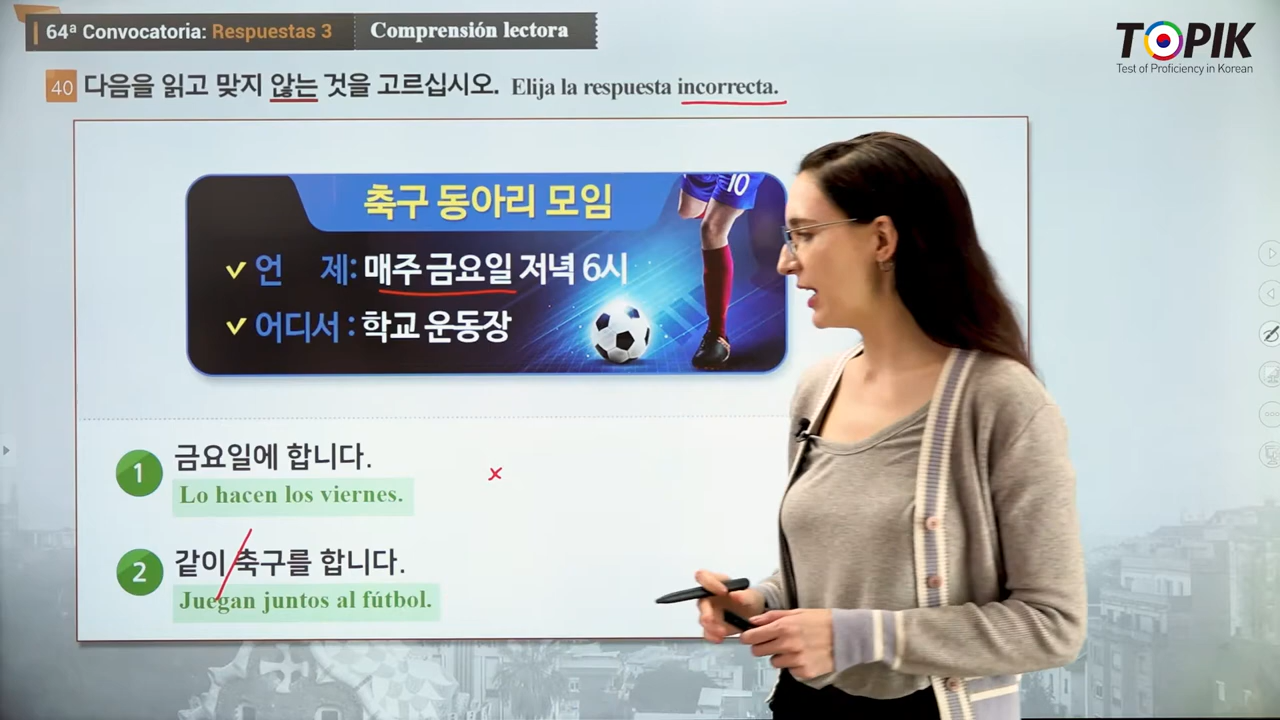 64ª Convocatoria: Respuestas 3 Comprensión lectora
TOPIK
Test of Proficiency in Korean
40 다음을 읽고 맞지 않는 것을 고르십시오. Elija la respuesta incorrecta.
10
축구 동아리 모임
언 제: 매주 금요일 저녁 6시
어디서 : 학교 운동장
1 금요일에 합니다.
Lo hacen los viernes.
2 같이 축구를 합니다.
Juegan juntos al fútbol.